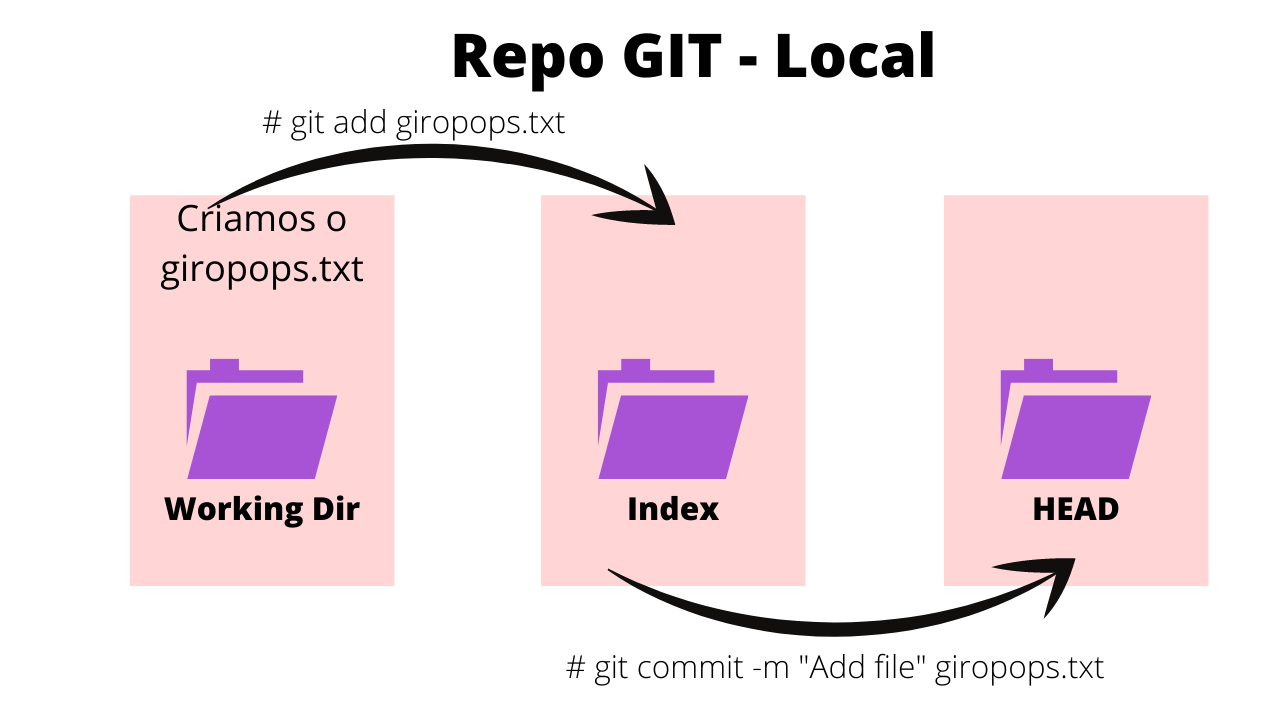 Repo GIT - Local
# git add giropops.txt
Criamos o
giropops.txt
Working Dir
Index
HEAD
# git commit -m "Add file" giropops.txt